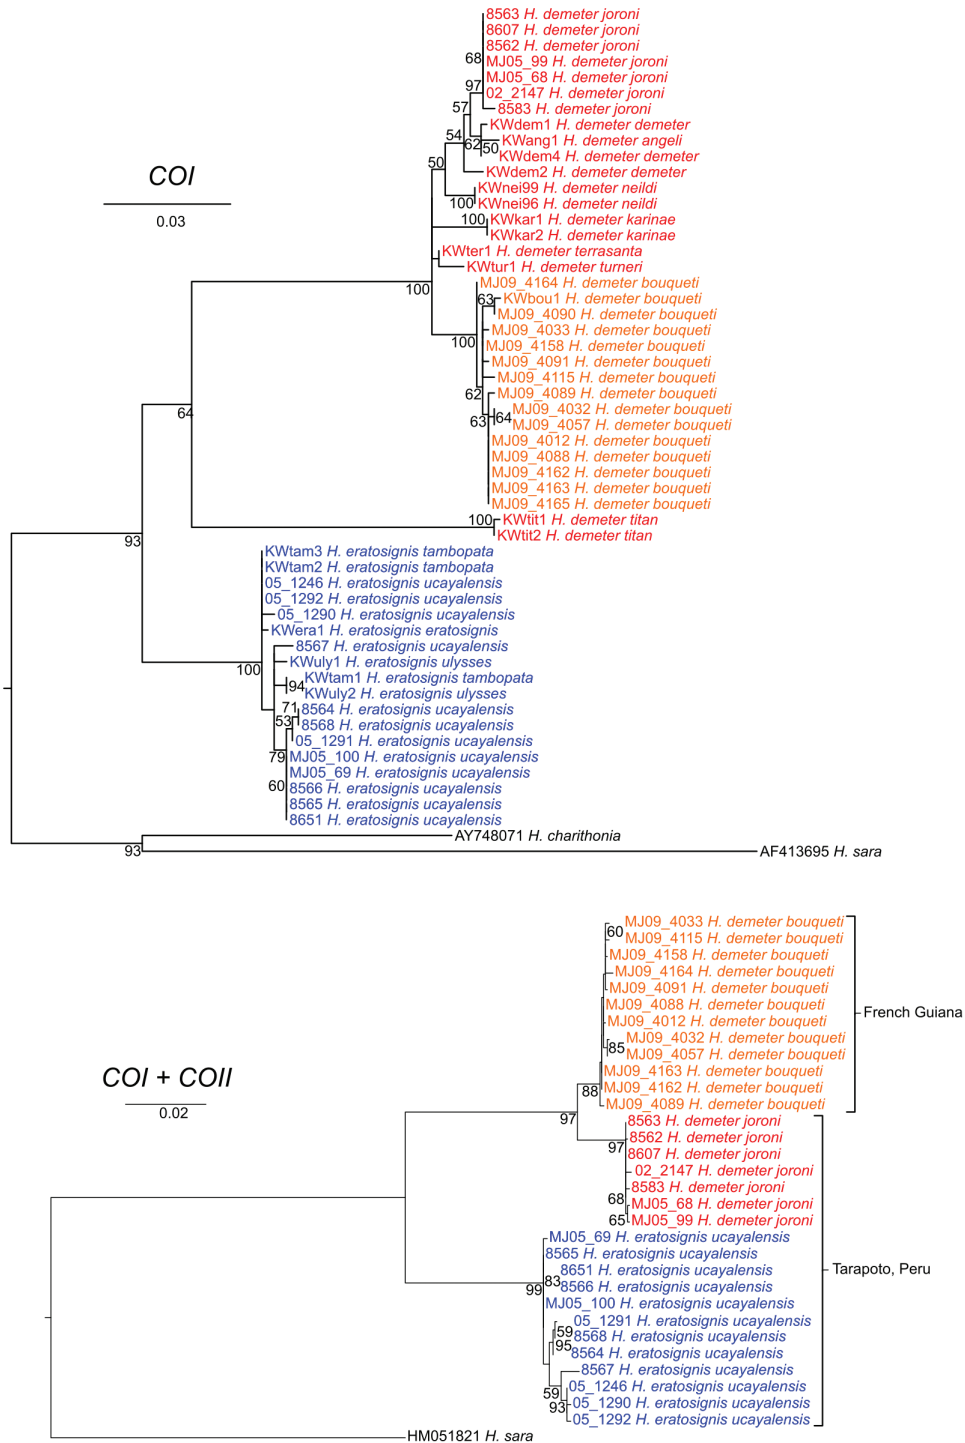 8563 H. demeter joroni
8607 H. demeter joroni
8562 H. demeter joroni
68
MJ05_99 H. demeter joroni
MJ05_68 H. demeter joroni
97
02_2147 H. demeter joroni
57
8583 H. demeter joroni
KWdem1 H. demeter demeter
54
62
50
KWang1 H. demeter angeli
KWdem4 H. demeter demeter
50
KWdem2 H. demeter demeter
COI
KWnei99 H. demeter neildi
100
KWnei96 H. demeter neildi
0.03
100
KWkar1 H. demeter karinae
KWkar2 H. demeter karinae
KWter1 H. demeter terrasanta
KWtur1 H. demeter turneri
100
MJ09_4164 H. demeter bouqueti
63
KWbou1 H. demeter bouqueti
MJ09_4090 H. demeter bouqueti
MJ09_4033 H. demeter bouqueti
100
MJ09_4158 H. demeter bouqueti
MJ09_4091 H. demeter bouqueti
MJ09_4115 H. demeter bouqueti
62
MJ09_4089 H. demeter bouqueti
64
63
64
MJ09_4032 H. demeter bouqueti
MJ09_4057 H. demeter bouqueti
MJ09_4012 H. demeter bouqueti
MJ09_4088 H. demeter bouqueti
MJ09_4162 H. demeter bouqueti
MJ09_4163 H. demeter bouqueti
MJ09_4165 H. demeter bouqueti
100
KWtit1 H. demeter titan
93
KWtit2 H. demeter titan
KWtam3 H. eratosignis tambopata
KWtam2 H. eratosignis tambopata
05_1246 H. eratosignis ucayalensis
05_1292 H. eratosignis ucayalensis
05_1290 H. eratosignis ucayalensis
KWera1 H. eratosignis eratosignis
8567 H. eratosignis ucayalensis
100
KWuly1 H. eratosignis ulysses
94
KWtam1 H. eratosignis tambopata
KWuly2 H. eratosignis ulysses
71
8564 H. eratosignis ucayalensis
53
8568 H. eratosignis ucayalensis
05_1291 H. eratosignis ucayalensis
79
MJ05_100 H. eratosignis ucayalensis
MJ05_69 H. eratosignis ucayalensis
60
8566 H. eratosignis ucayalensis
8565 H. eratosignis ucayalensis
8651 H. eratosignis ucayalensis
AY748071 H. charithonia
93
AF413695 H. sara
MJ09_4033 H. demeter bouqueti
60
MJ09_4115 H. demeter bouqueti
MJ09_4158 H. demeter bouqueti
MJ09_4164 H. demeter bouqueti
MJ09_4091 H. demeter bouqueti
MJ09_4088 H. demeter bouqueti
French Guiana
MJ09_4012 H. demeter bouqueti
85
MJ09_4032 H. demeter bouqueti
MJ09_4057 H. demeter bouqueti
COI + COII
MJ09_4163 H. demeter bouqueti
88
MJ09_4162 H. demeter bouqueti
0.02
MJ09_4089 H. demeter bouqueti
97
8563 H. demeter joroni
8562 H. demeter joroni
97
8607 H. demeter joroni
02_2147 H. demeter joroni
8583 H. demeter joroni
68
MJ05_68 H. demeter joroni
65
MJ05_99 H. demeter joroni
MJ05_69 H. eratosignis ucayalensis
8565 H. eratosignis ucayalensis
Tarapoto, Peru
8651 H. eratosignis ucayalensis
83
99
8566 H. eratosignis ucayalensis
MJ05_100 H. eratosignis ucayalensis
05_1291 H. eratosignis ucayalensis
59
8568 H. eratosignis ucayalensis
95
8564 H. eratosignis ucayalensis
8567 H. eratosignis ucayalensis
05_1246 H. eratosignis ucayalensis
59
05_1290 H. eratosignis ucayalensis
93
05_1292 H. eratosignis ucayalensis
HM051821 H. sara